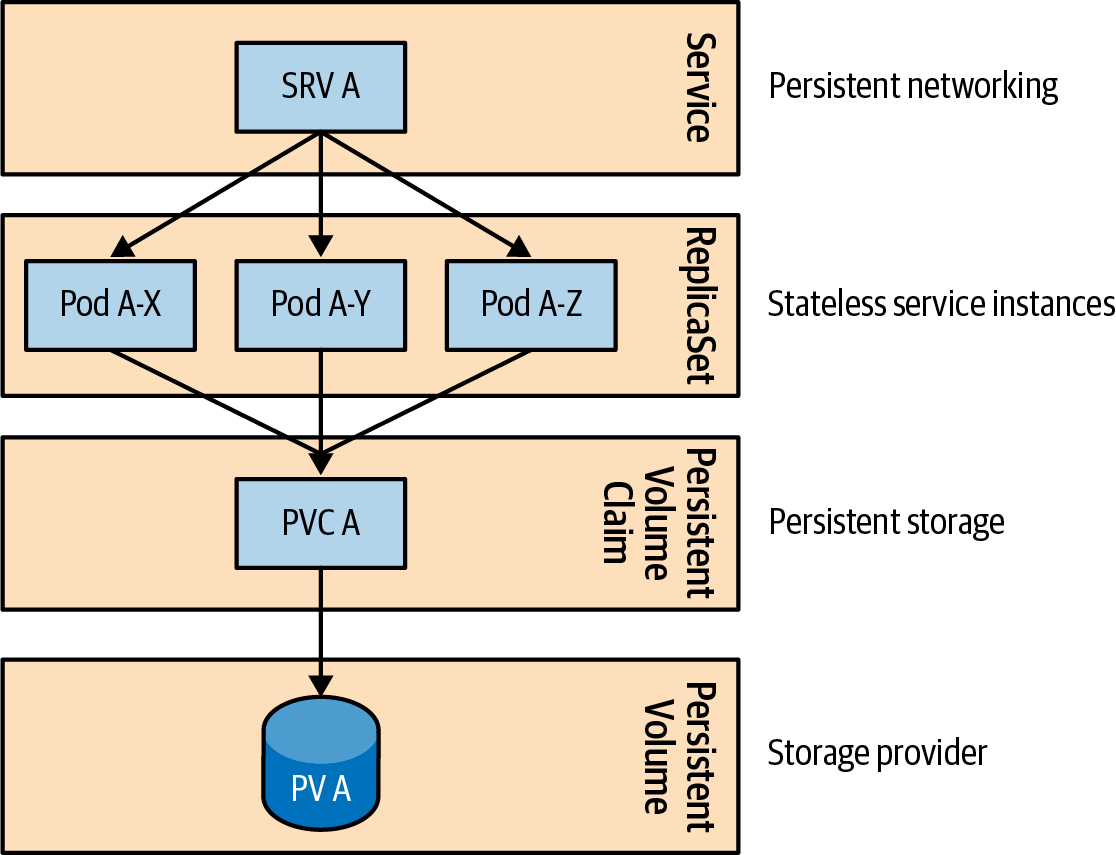 SRV A
Service
Persistent networking
Pod A-X
Pod A-Y
Pod A-Z
ReplicaSet
Stateless service instances
PVC A
Persistent
Volume
Claim
Persistent storage
PV A
Persistent
Volume
Storage provider